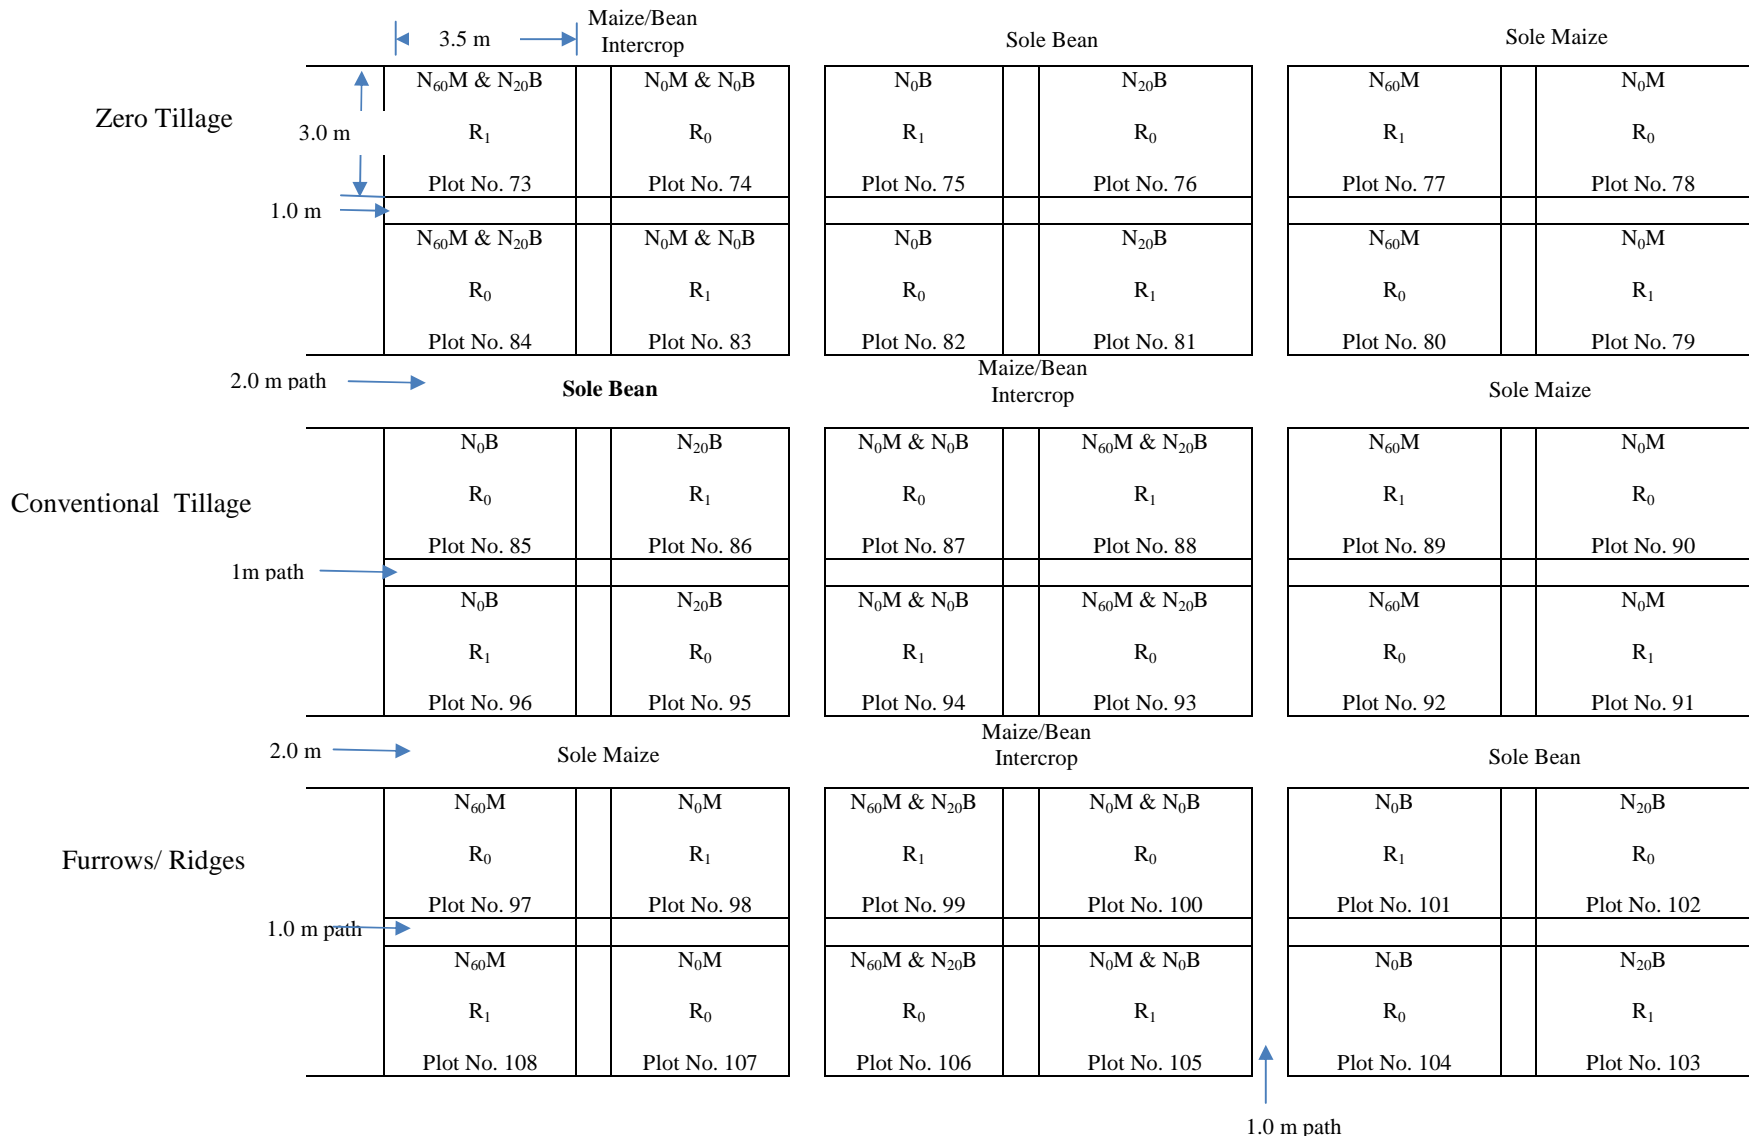 3.5 m
Maize/Bean
Intercrop
Sole Bean
Sole Maize
Zero Tillage
3.0 m
N₆₀M & N₂₀B
N₀M & N₀B
N₀B
N₂₀B
N₆₀M
N₀M
R₁
R₀
R₁
R₀
R₁
R₀
Plot No. 73
Plot No. 74
Plot No. 75
Plot No. 76
Plot No. 77
Plot No. 78
1.0 m
N₆₀M & N₂₀B
N₀M & N₀B
N₀B
N₂₀B
N₆₀M
N₀M
R₀
R₁
R₀
R₁
R₀
R₁
Plot No. 84
Plot No. 83
Plot No. 82
Plot No. 81
Plot No. 80
Plot No. 79
2.0 m path
Sole Bean
Maize/Bean
Intercrop
Sole Maize
Conventional Tillage
N₀B
N₂₀B
N₀M & N₀B
N₆₀M & N₂₀B
N₆₀M
N₀M
R₀
R₁
R₀
R₁
R₁
R₀
Plot No. 85
Plot No. 86
Plot No. 87
Plot No. 88
Plot No. 89
Plot No. 90
1m path
N₀B
N₂₀B
N₀M & N₀B
N₆₀M & N₂₀B
N₆₀M
N₀M
R₁
R₀
R₁
R₀
R₀
R₁
Plot No. 96
Plot No. 95
Plot No. 94
Plot No. 93
Plot No. 92
Plot No. 91
2.0 m
Sole Maize
Maize/Bean
Intercrop
Sole Bean
Furrows/ Ridges
N₆₀M
N₀M
N₆₀M & N₂₀B
N₀M & N₀B
N₀B
N₂₀B
R₀
R₁
R₁
R₀
R₁
R₀
Plot No. 97
Plot No. 98
Plot No. 99
Plot No. 100
Plot No. 101
Plot No. 102
1.0 m path
N₆₀M
N₀M
N₆₀M & N₂₀B
N₀M & N₀B
N₀B
N₂₀B
R₁
R₀
R₀
R₁
R₀
R₁
Plot No. 108
Plot No. 107
Plot No. 106
Plot No. 105
Plot No. 104
Plot No. 103
1.0 m path